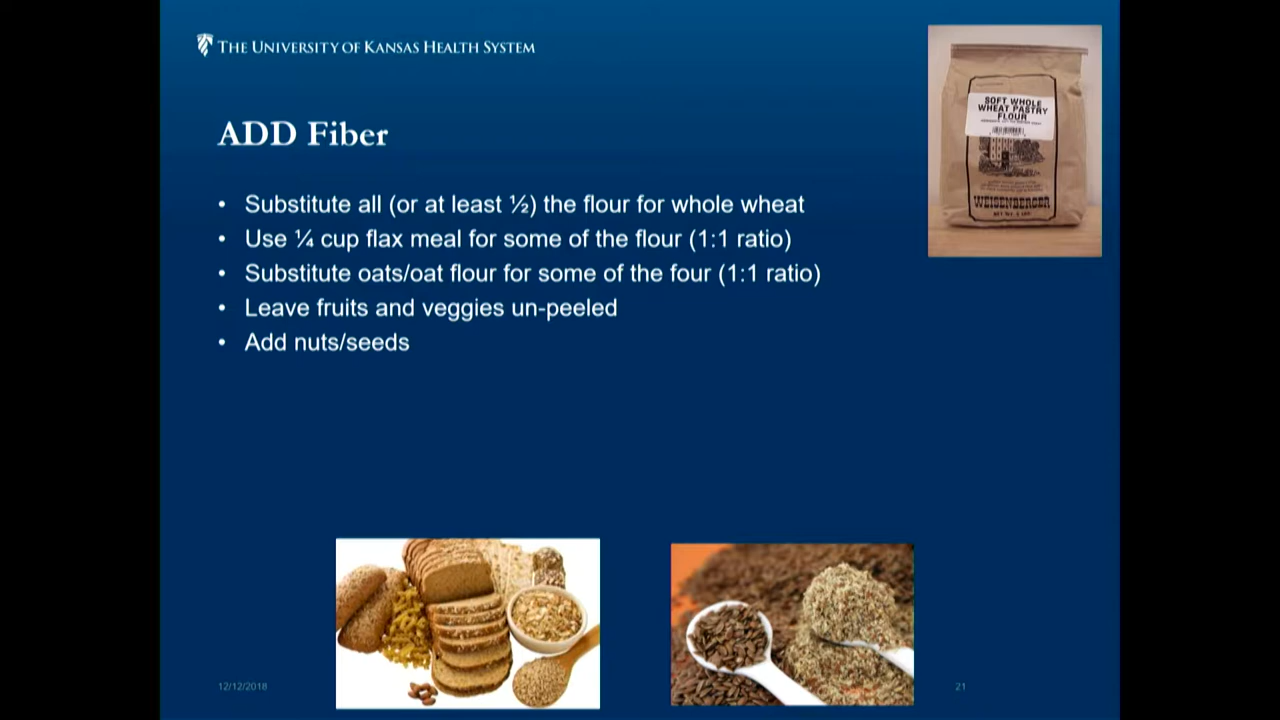 THE UNIVERSITY OF KANSAS HEALTH SYSTEM
ADD Fiber
• Substitute all (or at least ½) the flour for whole wheat
• Use ¼ cup flax meal for some of the flour (1:1 ratio)
• Substitute oats/oat flour for some of the four (1:1 ratio)
• Leave fruits and veggies un-peeled
• Add nuts/seeds
SOFT WHOLE
WHEAT PASTRY
FLOUR
WEISENBERGER
12/12/2018
21